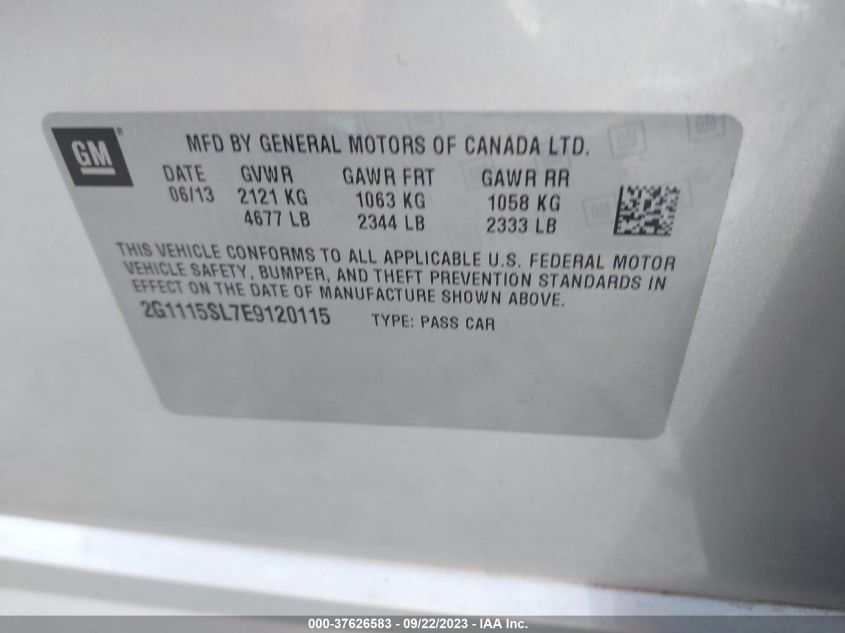 GM ®
MFD BY GENERAL MOTORS OF CANADA LTD.
DATE GVWR GAWR FRT GAWR RR
06/13 2121 KG 1063 KG 1058 KG
4677 LB 2344 LB 2333 LB
THIS VEHICLE CONFORMS TO ALL APPLICABLE U.S. FEDERAL MOTOR
VEHICLE SAFETY, BUMPER, AND THEFT PREVENTION STANDARDS IN
EFFECT ON THE DATE OF MANUFACTURE SHOWN ABOVE.
2G1115SL7E9120115 TYPE: PASS CAR
000-37626583 - 09/22/2023 - IAA Inc.